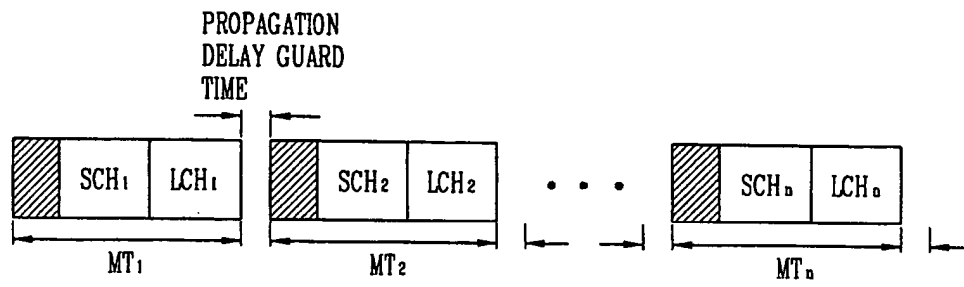 PROPAGATION
DELAY GUARD
TIME
SCH₁ LCH₁ SCH₂ LCH₂ • • • SCHₙ LCHₙ
MT₁ MT₂ MTₙ